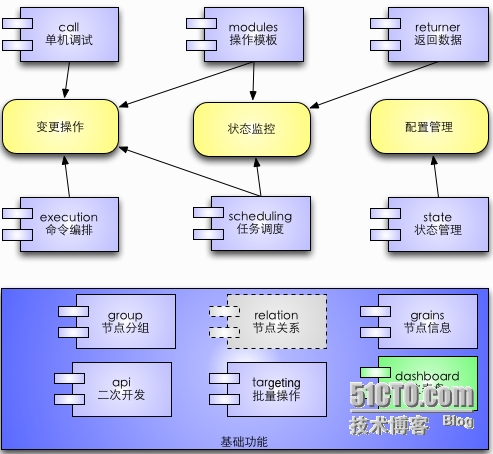 call
单机调试
modules
操作模板
returner
返回数据
变更操作
状态监控
配置管理
execution
命令编排
scheduling
任务调度
state
状态管理
group
节点分组
relation
节点关系
grains
节点信息
api
二次开发
targeting
批量操作
dashboard
51CTO.com
技术博客 Blog
基础功能